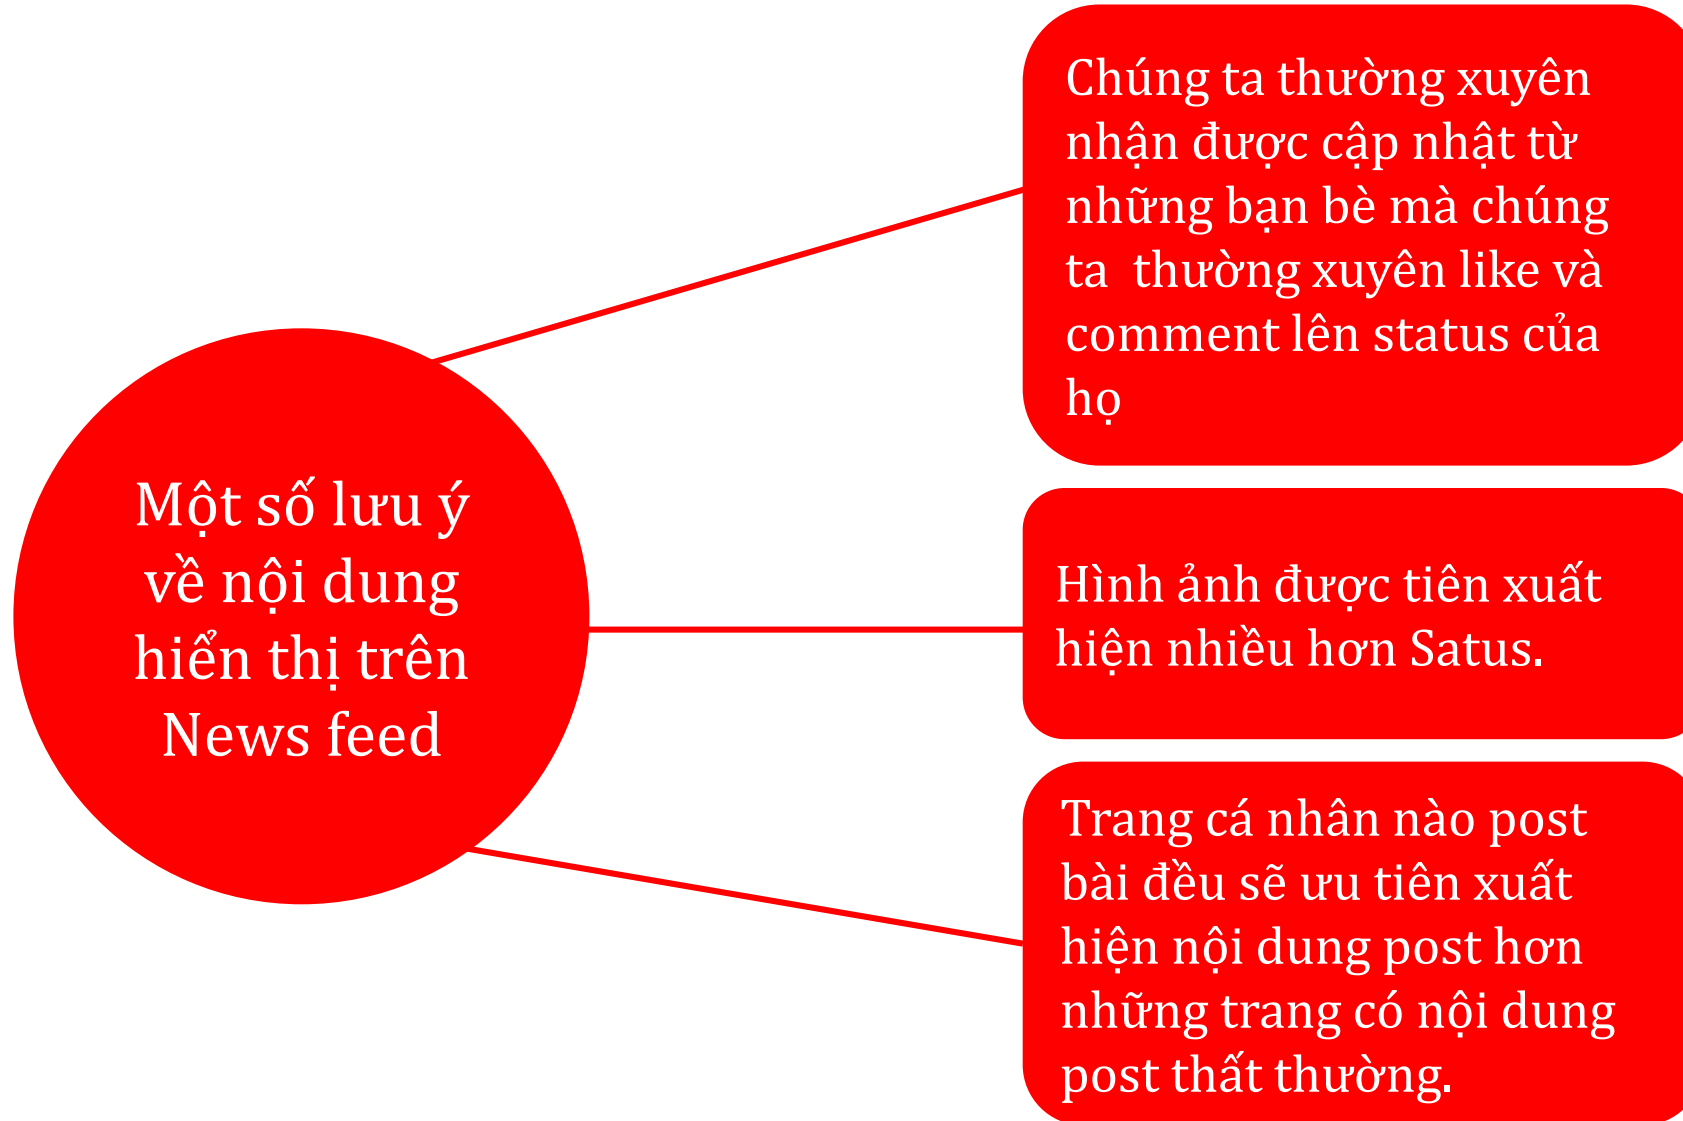 Một số lưu ý
về nội dung
hiển thị trên
News feed
Chúng ta thường xuyên
nhận được cập nhật từ
những bạn bè mà chúng
ta  thường xuyên like và
comment lên status của
họ
Hình ảnh được tiên xuất
hiện nhiều hơn Satus.
Trang cá nhân nào post
bài đều sẽ ưu tiên xuất
hiện nội dung post hơn
những trang có nội dung
post thất thường.